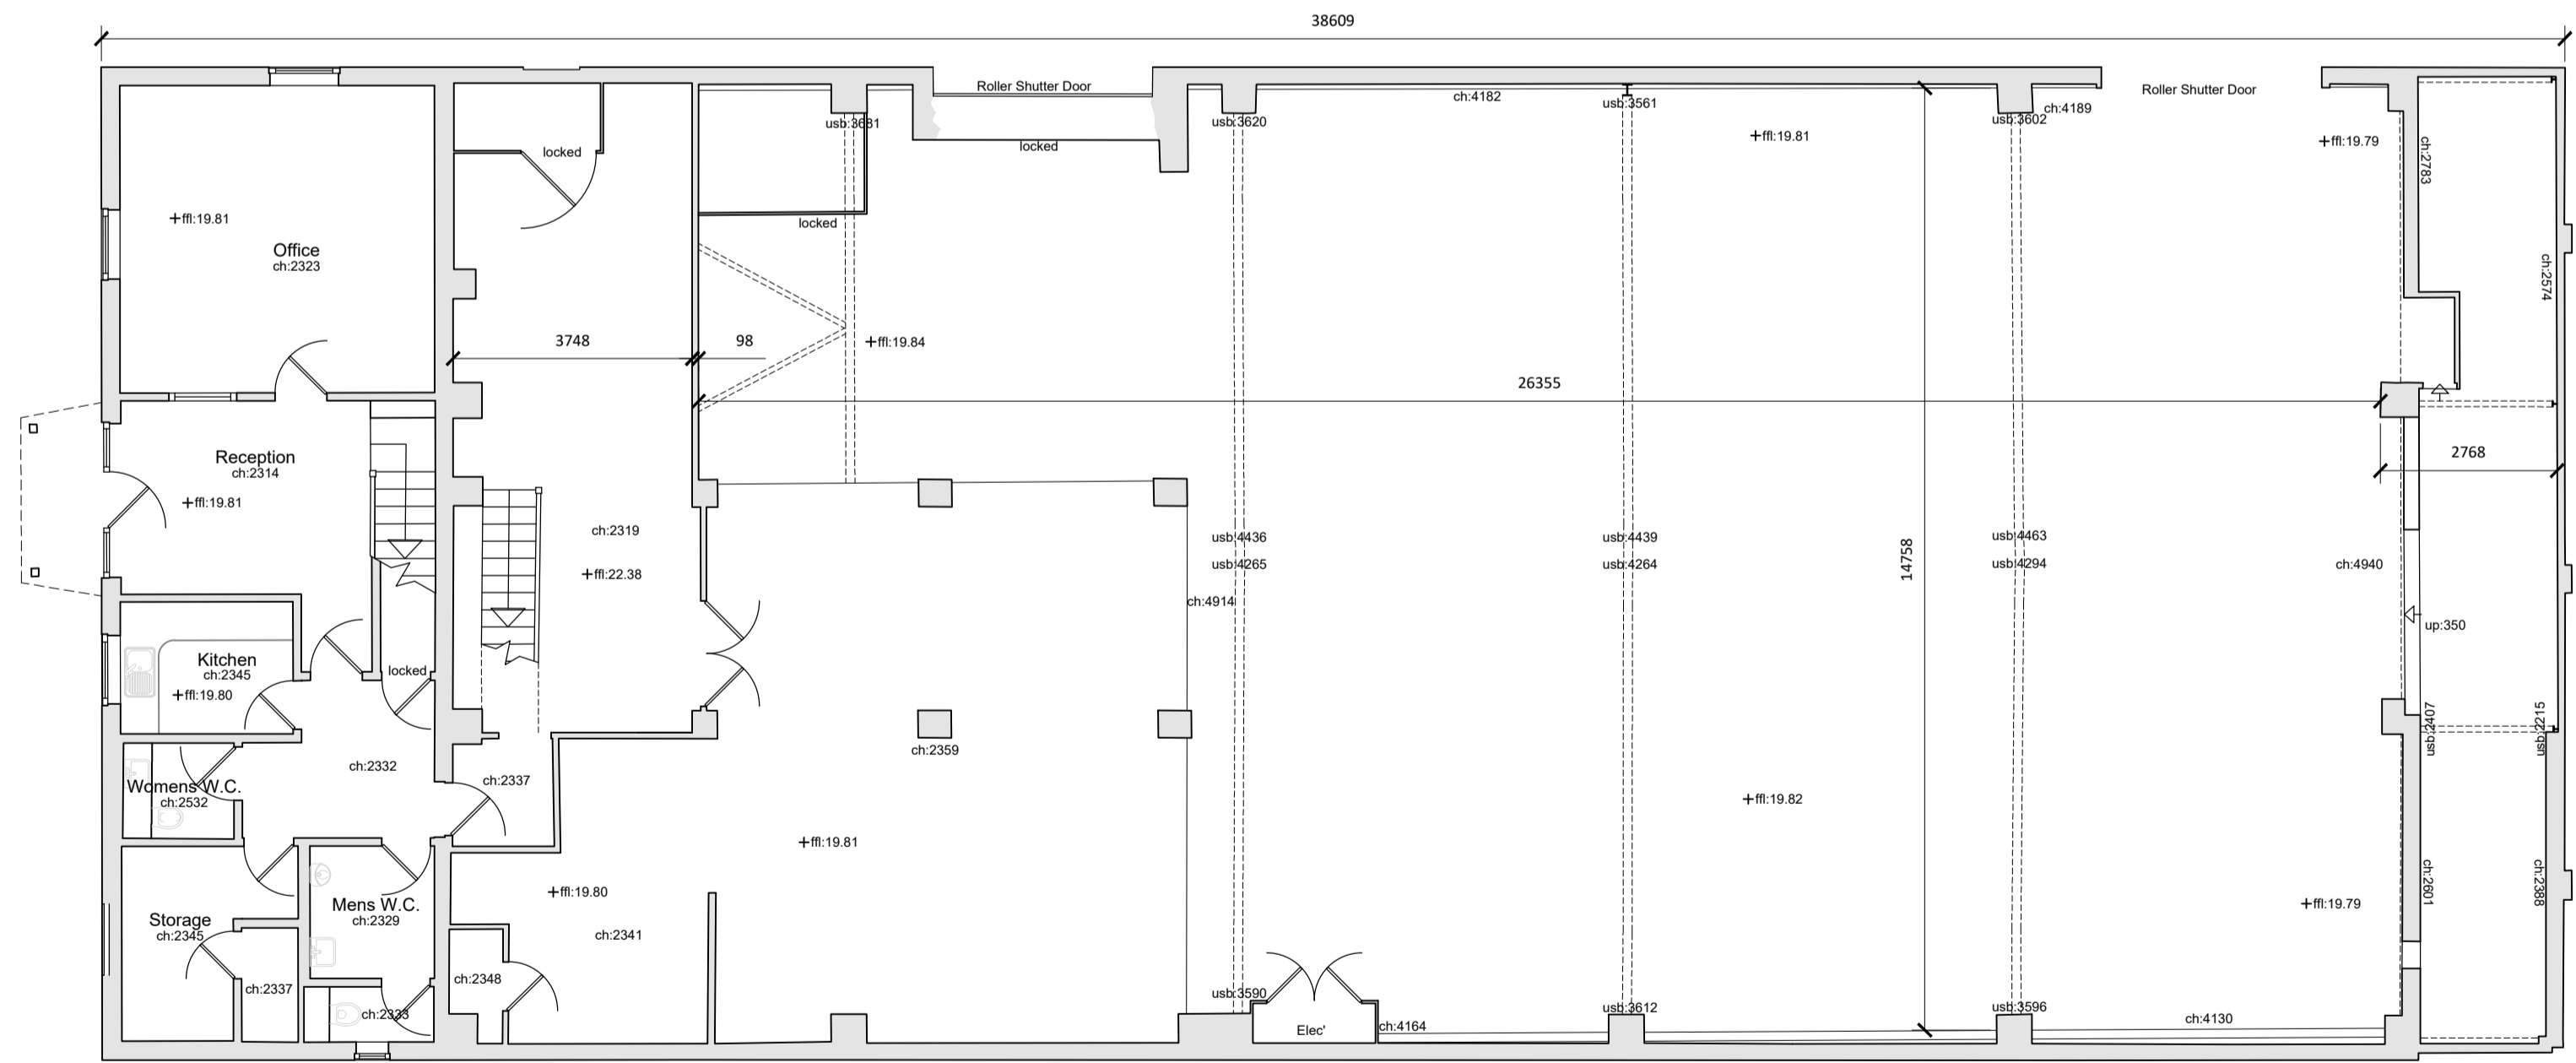 38609
Roller Shutter Door
Roller Shutter Door
ch:4182
usb:3561
ch:4189
usb:3681
usb:3620
usb:3602
+ffl:19.81
+ffl:19.79
locked
locked
ch:2783
+ffl:19.81
locked
Office
ch:2323
ch:2574
3748
98
+ffl:19.84
26355
Reception
ch:2314
2768
+ffl:19.81
ch:2319
usb:4436
usb:4439
usb:4463
14758
usb:4265
usb:4264
usb:4294
ch:4940
+ffl:22.38
ch:4914
up:350
Kitchen
ch:2345
locked
+ffl:19.80
usb:2407
usb:2215
ch:2359
ch:2332
ch:2337
Womens W.C.
ch:2532
+ffl:19.82
+ffl:19.81
+ffl:19.80
ch:2601
ch:2388
Mens W.C.
ch:2329
+ffl:19.79
Storage
ch:2345
ch:2341
ch:2348
ch:2337
usb:3590
usb:3612
usb:3596
ch:2323
Elec'
ch:4164
ch:4130